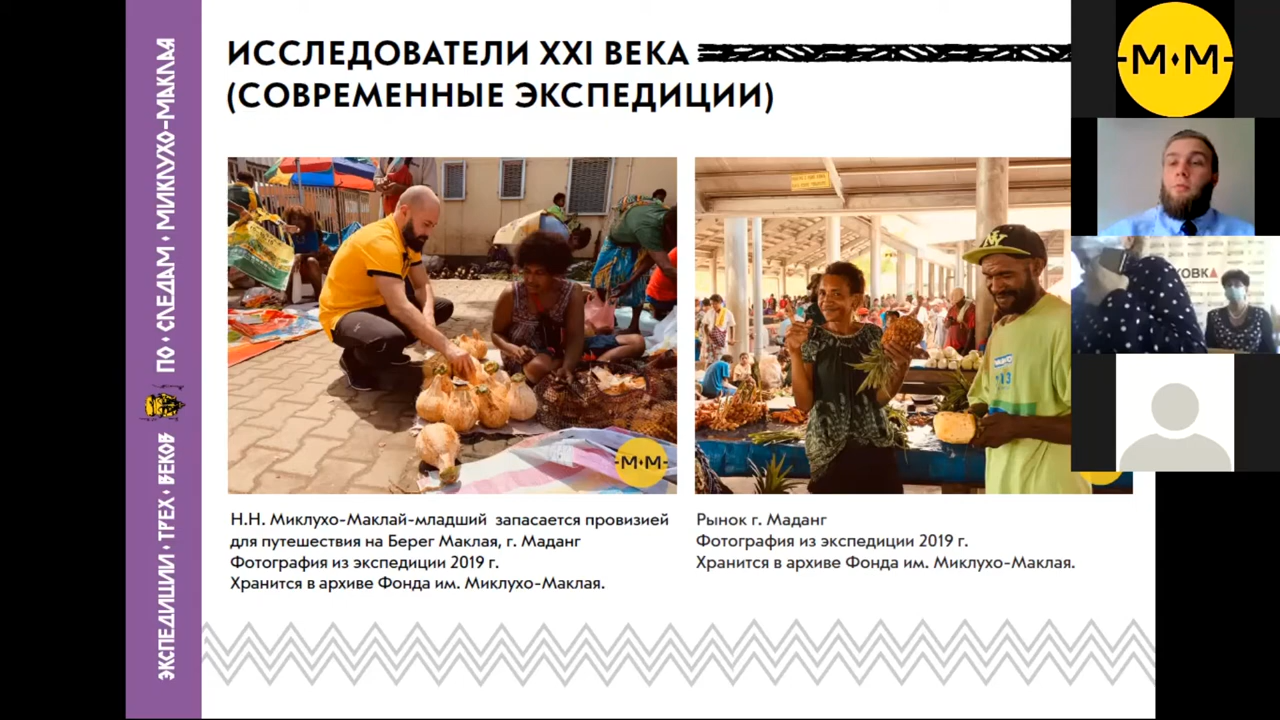 ИССЛЕДОВАТЕЛИ XXI ВЕКА
(СОВРЕМЕННЫЕ ЭКСПЕДИЦИИ)
ЭКСПЕДИЦИИ • ТРЕХ • ВЕКОВ
ПО • СЛЕДАМ • МИКЛУХО-МАКЛАЯ
М♦М
ОВКА
М♦М
Н.Н. Миклухо-Маклай-младший запасается провизией
для путешествия на Берег Маклая, г. Маданг
Фотография из экспедиции 2019 г.
Хранится в архиве Фонда им. Миклухо-Маклая.
Рынок г. Маданг
Фотография из экспедиции 2019 г.
Хранится в архиве Фонда им. Миклухо-Маклая.